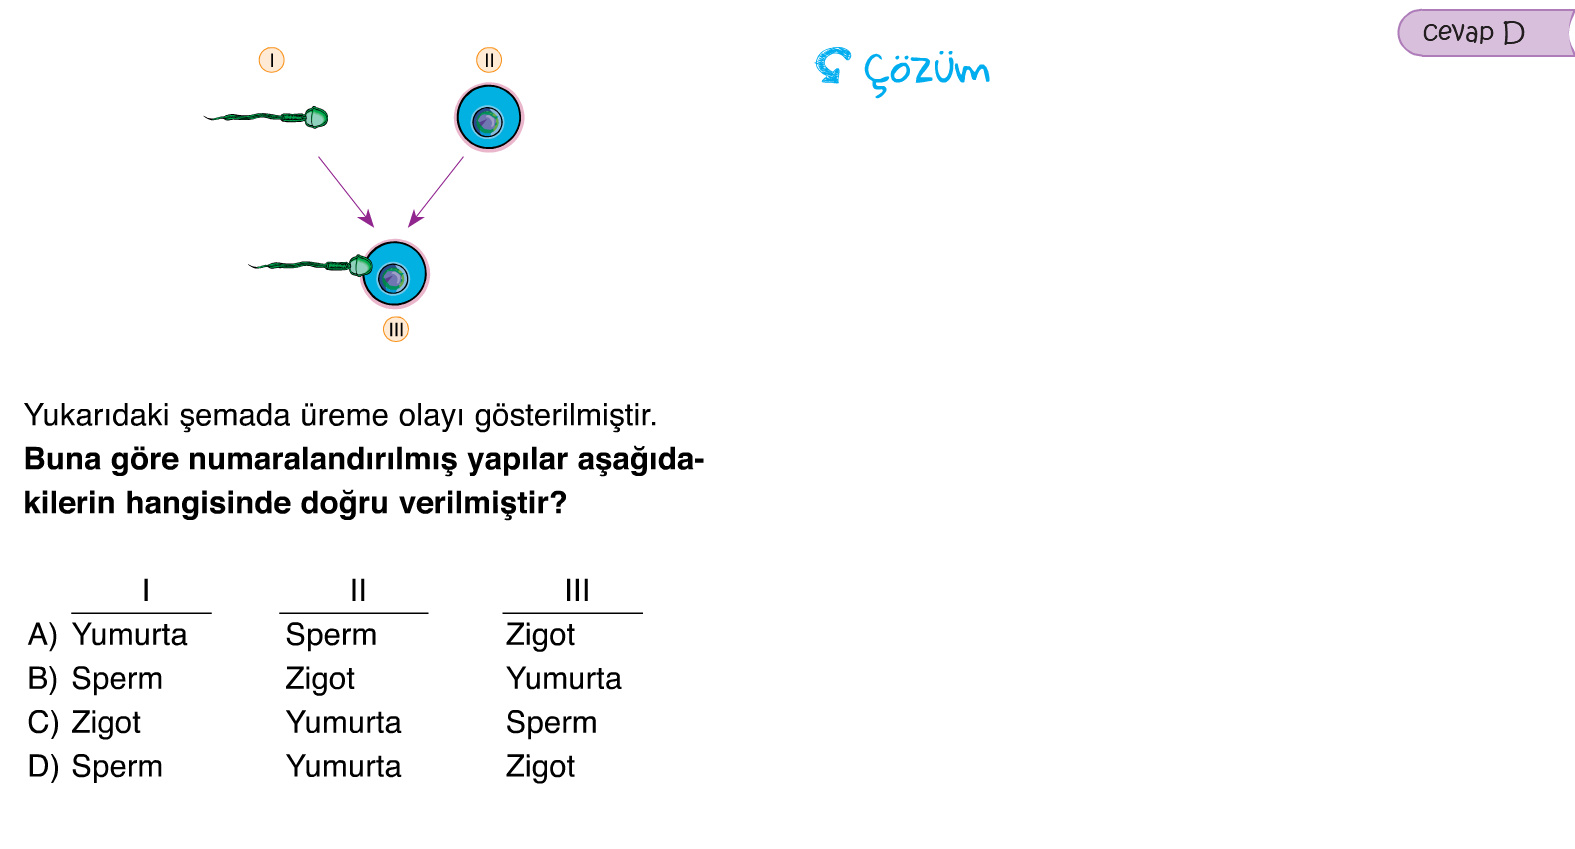 I
II
III
Yukarıdaki şemada üreme olayı gösterilmiştir.
Buna göre numaralandırılmış yapılar aşağıda-
kilerin hangisinde doğru verilmiştir?
I II III
A) Yumurta Sperm Zigot
B) Sperm Zigot Yumurta
C) Zigot Yumurta Sperm
D) Sperm Yumurta Zigot
Çözüm
cevap D